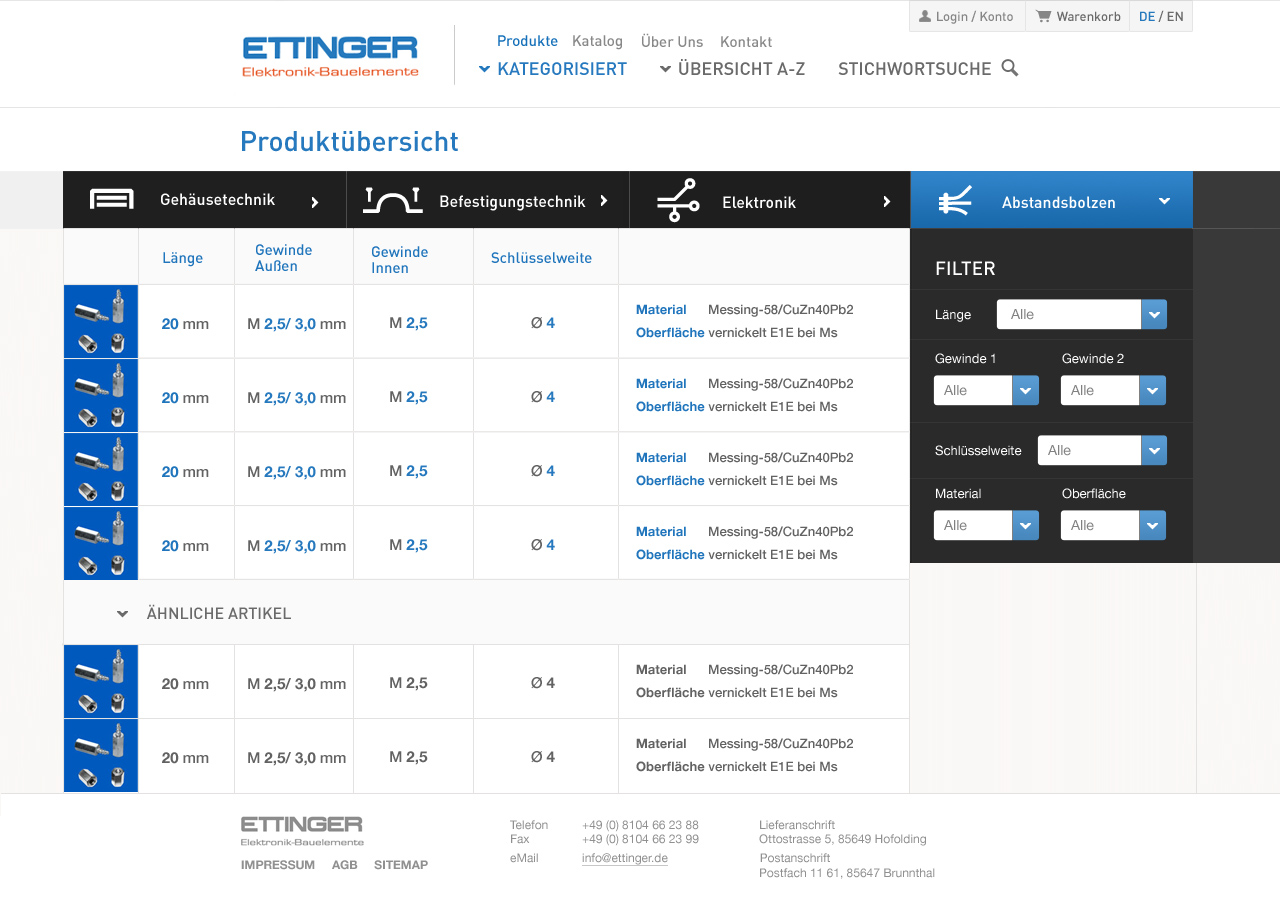 Login / Konto Warenkorb DE / EN
ETTINGER
Elektronik-Bauelemente
Produkte Katalog Über Uns Kontakt
KATEGORISIERT ÜBERSICHT A-Z STICHWORTSUCHE
Produktübersicht
Gehäusetechnik Befestigungstechnik Elektronik Abstandsbolzen
Länge Gewinde Außen Gewinde Innen Schlüsselweite
20 mm M 2,5/ 3,0 mm M 2,5 Ø 4 Material Messing-58/CuZn40Pb2
Oberfläche vernickelt E1E bei Ms
20 mm M 2,5/ 3,0 mm M 2,5 Ø 4 Material Messing-58/CuZn40Pb2
Oberfläche vernickelt E1E bei Ms
20 mm M 2,5/ 3,0 mm M 2,5 Ø 4 Material Messing-58/CuZn40Pb2
Oberfläche vernickelt E1E bei Ms
20 mm M 2,5/ 3,0 mm M 2,5 Ø 4 Material Messing-58/CuZn40Pb2
Oberfläche vernickelt E1E bei Ms
ÄHNLICHE ARTIKEL
20 mm M 2,5/ 3,0 mm M 2,5 Ø 4 Material Messing-58/CuZn40Pb2
Oberfläche vernickelt E1E bei Ms
20 mm M 2,5/ 3,0 mm M 2,5 Ø 4 Material Messing-58/CuZn40Pb2
Oberfläche vernickelt E1E bei Ms
FILTER
Länge Alle
Gewinde 1 Gewinde 2
Alle Alle
Schlüsselweite Alle
Material Oberfläche
Alle Alle
ETTINGER
Elektronik-Bauelemente
IMPRESSUM AGB SITEMAP
Telefon +49 (0) 8104 66 23 88
Fax +49 (0) 8104 66 23 99
eMail info@ettinger.de
Lieferanschrift
Ottostrasse 5, 85649 Hofolding
Postanschrift
Postfach 11 61, 85647 Brunnthal